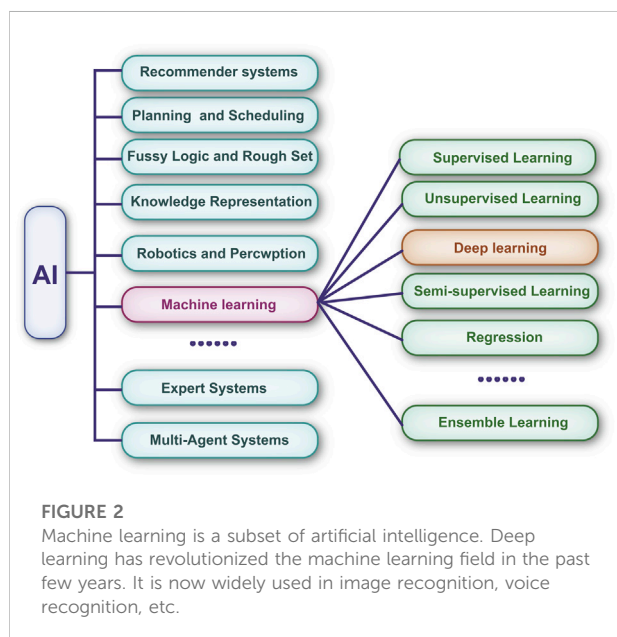 AI
Recommender systems
Planning and Scheduling
Fussy Logic and Rough Set
Knowledge Representation
Robotics and Percwption
Machine learning
......
Expert Systems
Multi-Agent Systems
Supervised Learning
Unsupervised Learning
Deep learning
Semi-supervised Learning
Regression
......
Ensemble Learning
FIGURE 2
Machine learning is a subset of artificial intelligence. Deep
learning has revolutionized the machine learning field in the past
few years. It is now widely used in image recognition, voice
recognition, etc.